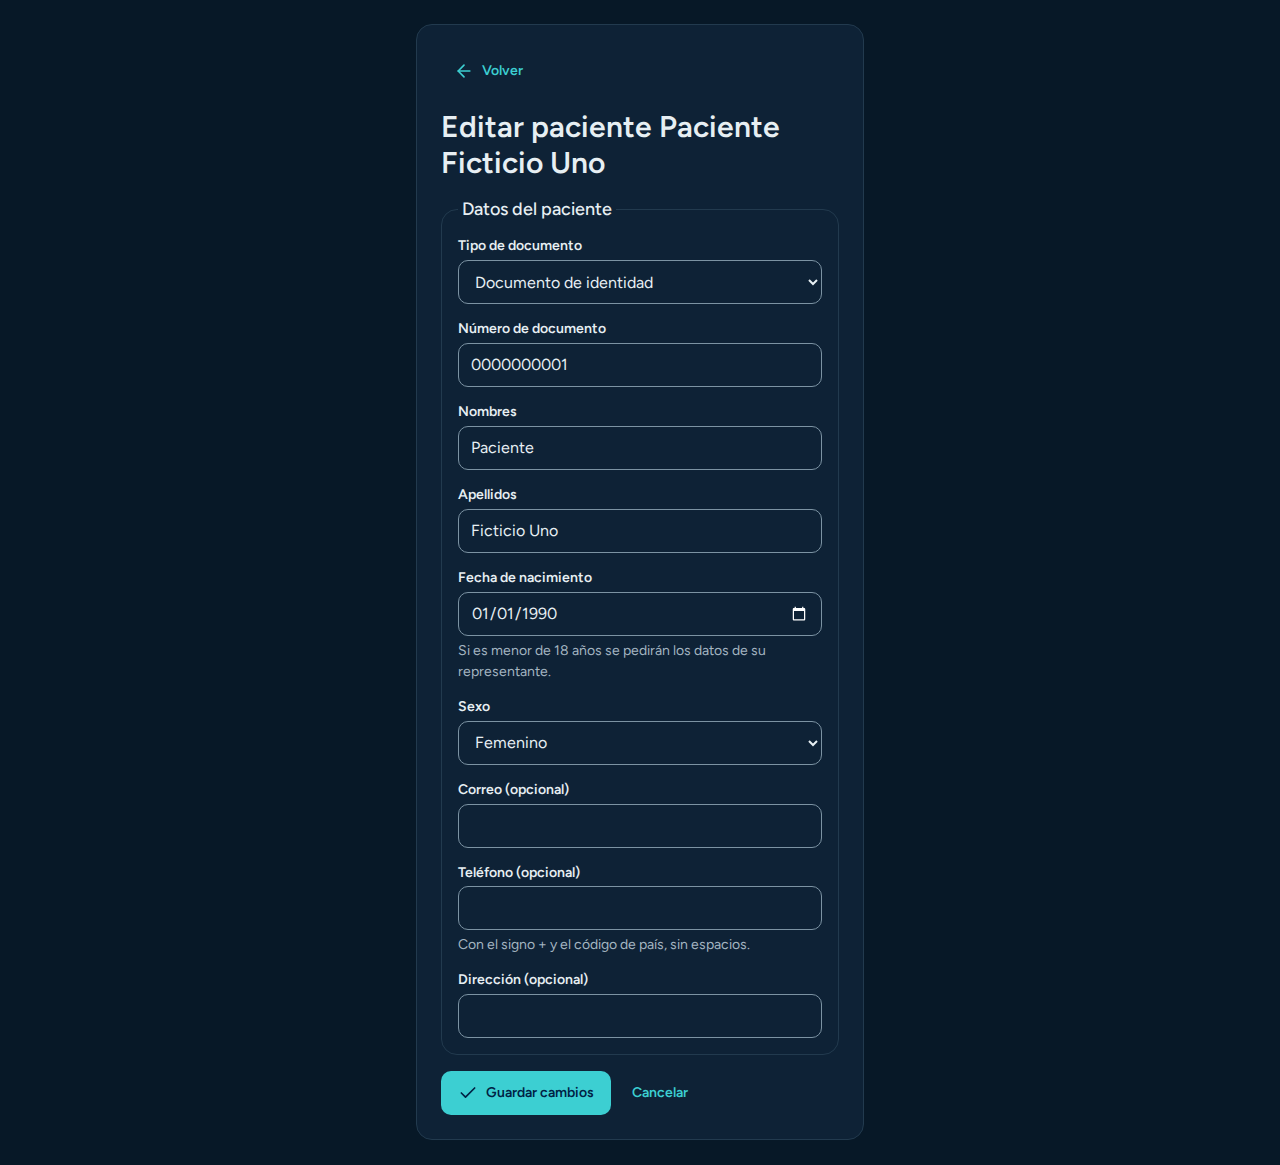 Volver
Editar paciente Paciente
Ficticio Uno
Datos del paciente
Tipo de documento
Documento de identidad
Número de documento
0000000001
Nombres
Paciente
Apellidos
Ficticio Uno
Fecha de nacimiento
01/01/1990
Si es menor de 18 años se pedirán los datos de su
representante.
Sexo
Femenino
Correo (opcional)
Teléfono (opcional)
Con el signo + y el código de país, sin espacios.
Dirección (opcional)
Guardar cambios
Cancelar